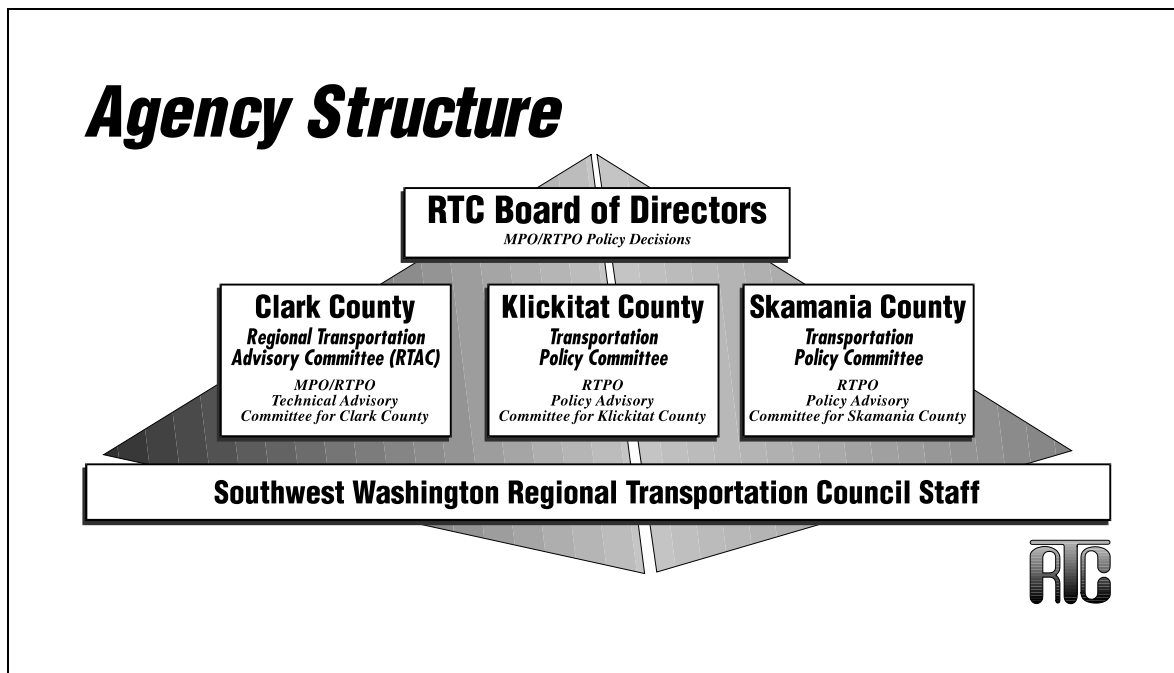 Agency Structure
RTC Board of Directors
MPO/RTPO Policy Decisions
Clark County
Regional Transportation
Advisory Committee (RTAC)
MPO/RTPO
Technical Advisory
Committee for Clark County
Klickitat County
Transportation
Policy Committee
RTPO
Policy Advisory
Committee for Klickitat County
Skamania County
Transportation
Policy Committee
RTPO
Policy Advisory
Committee for Skamania County
Southwest Washington Regional Transportation Council Staff
RTC